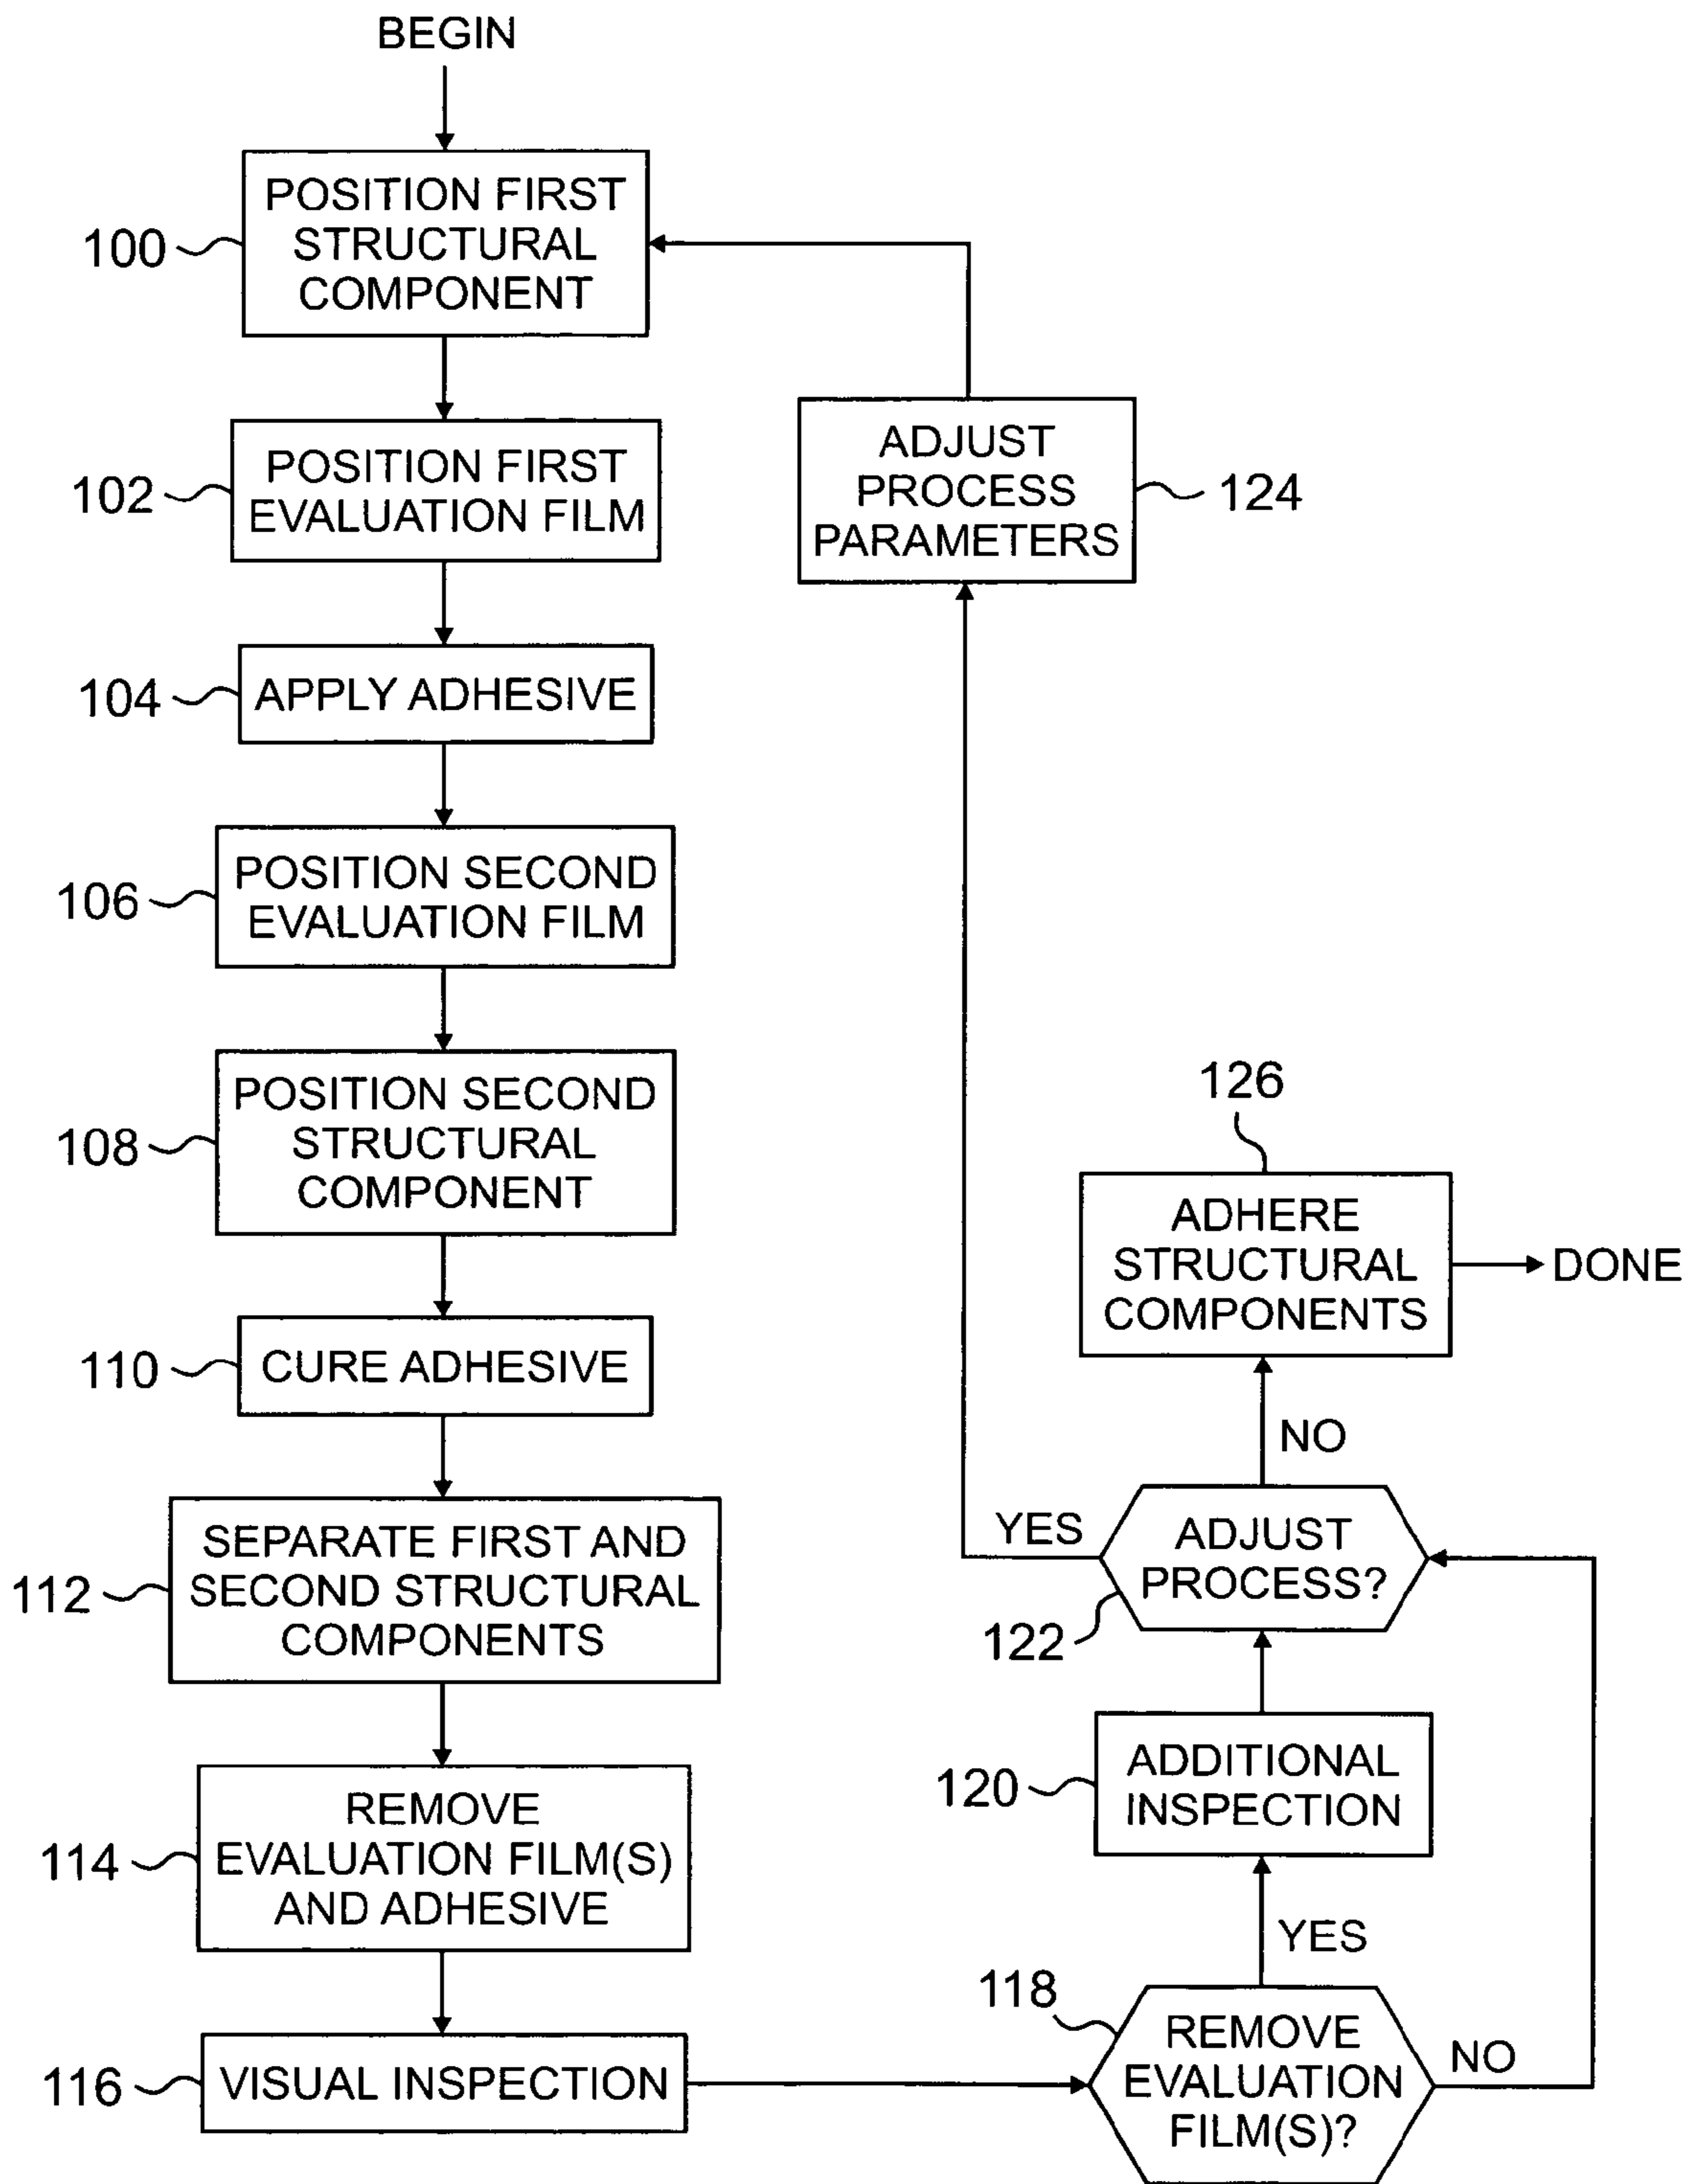 BEGIN
100
POSITION FIRST
STRUCTURAL
COMPONENT
102
POSITION FIRST
EVALUATION FILM
104
APPLY ADHESIVE
106
POSITION SECOND
EVALUATION FILM
108
POSITION SECOND
STRUCTURAL
COMPONENT
110
CURE ADHESIVE
112
SEPARATE FIRST AND
SECOND STRUCTURAL
COMPONENTS
114
REMOVE
EVALUATION FILM(S)
AND ADHESIVE
116
VISUAL INSPECTION
118
REMOVE
EVALUATION
FILM(S)?
YES
NO
120
ADDITIONAL
INSPECTION
122
ADJUST
PROCESS?
YES
NO
124
ADJUST
PROCESS
PARAMETERS
126
ADHERE
STRUCTURAL
COMPONENTS
DONE